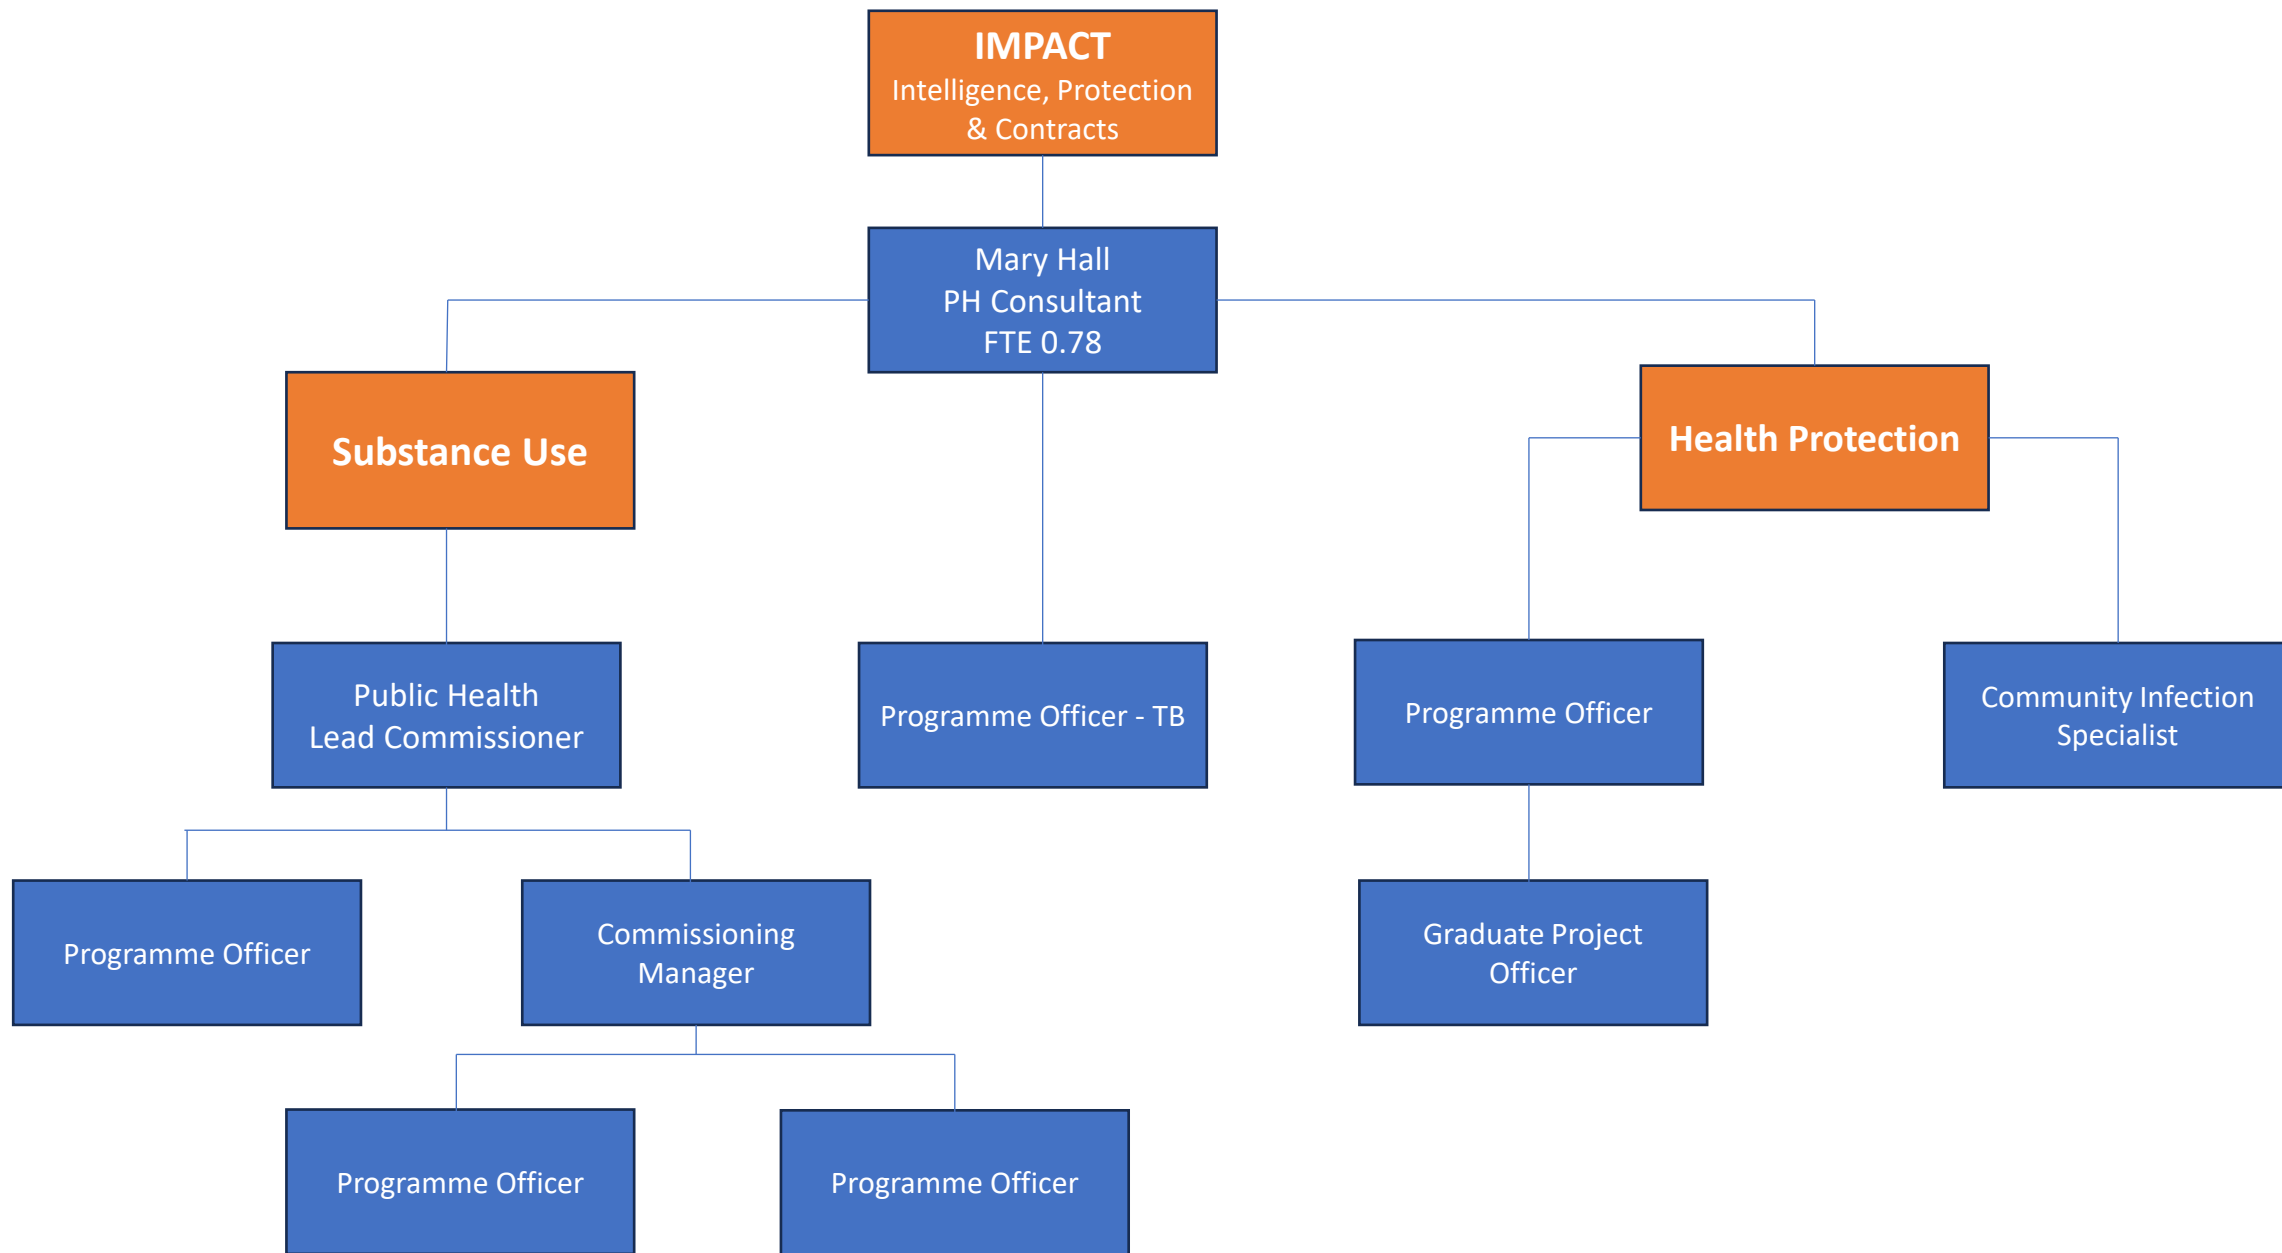 IMPACT
Intelligence, Protection
& Contracts
Mary Hall
PH Consultant
FTE 0.78
Substance Use
Health Protection
Public Health
Lead Commissioner
Programme Officer - TB
Programme Officer
Community Infection
Specialist
Programme Officer
Commissioning
Manager
Graduate Project
Officer
Programme Officer
Programme Officer